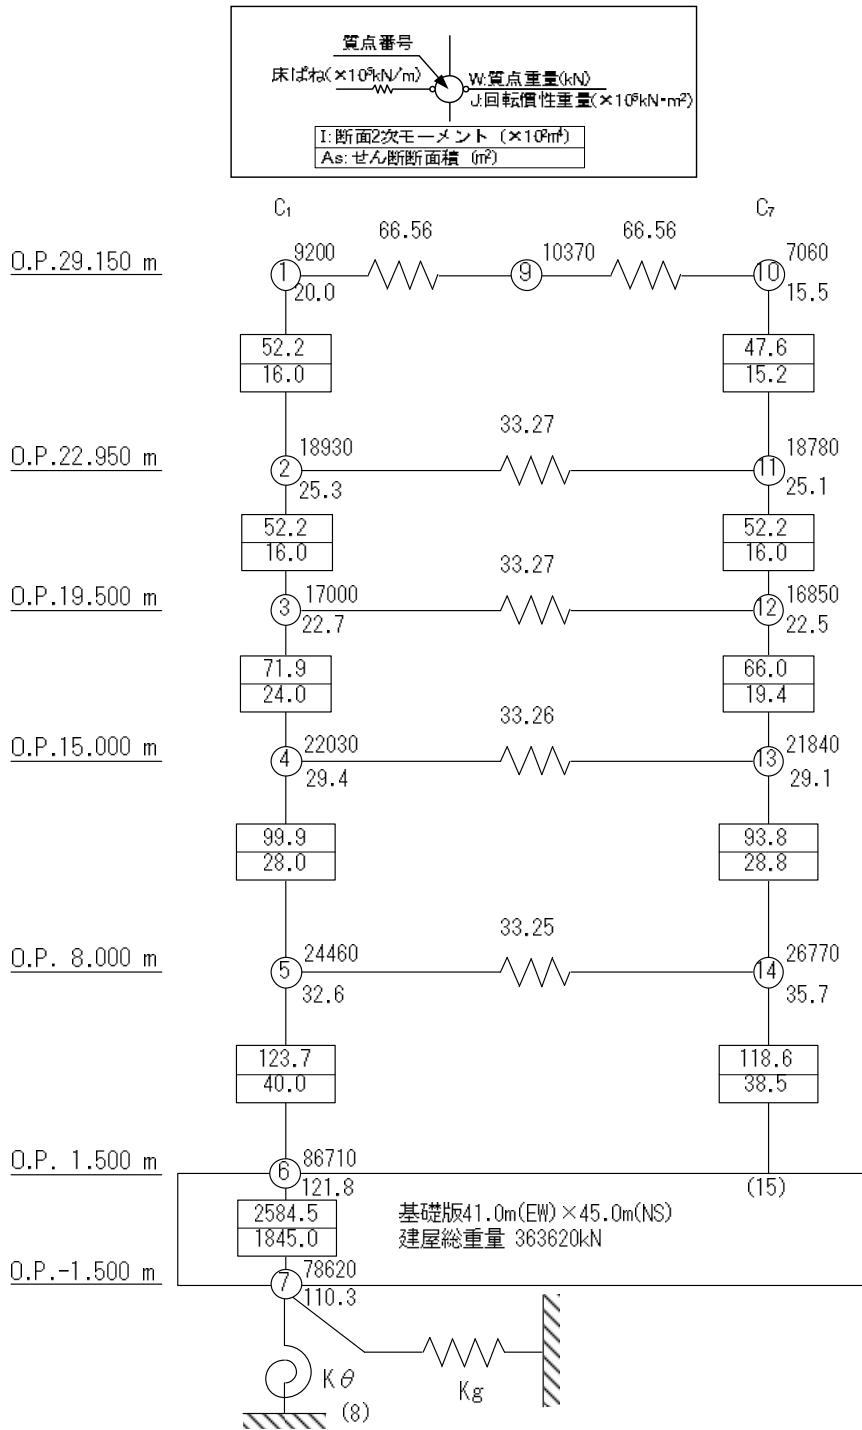 質点番号
床ばね(×10⁵kN/m)
W:質点重量(kN)
J:回転慣性重量(×10⁵kN・m²)
I:断面2次モーメント (×10²m⁴)
As:せん断断面積 (m²)
C₁ C₇
66.56 66.56
O.P.29.150 m 1 9200 9 10370 10 7060
20.0 15.5
52.2 47.6
16.0 15.2
33.27
O.P.22.950 m 2 18930 11 18780
25.3 25.1
52.2 52.2
16.0 16.0
33.27
O.P.19.500 m 3 17000 12 16850
22.7 22.5
71.9 66.0
24.0 19.4
33.26
O.P.15.000 m 4 22030 13 21840
29.4 29.1
99.9 93.8
28.0 28.8
33.25
O.P. 8.000 m 5 24460 14 26770
32.6 35.7
123.7 118.6
40.0 38.5
O.P. 1.500 m 6 86710
121.8 (15)
2584.5 基礎版41.0m(EW)×45.0m(NS)
1845.0 建屋総重量 363620kN
O.P.-1.500 m 7 78620
110.3
Kθ Kg
(8)